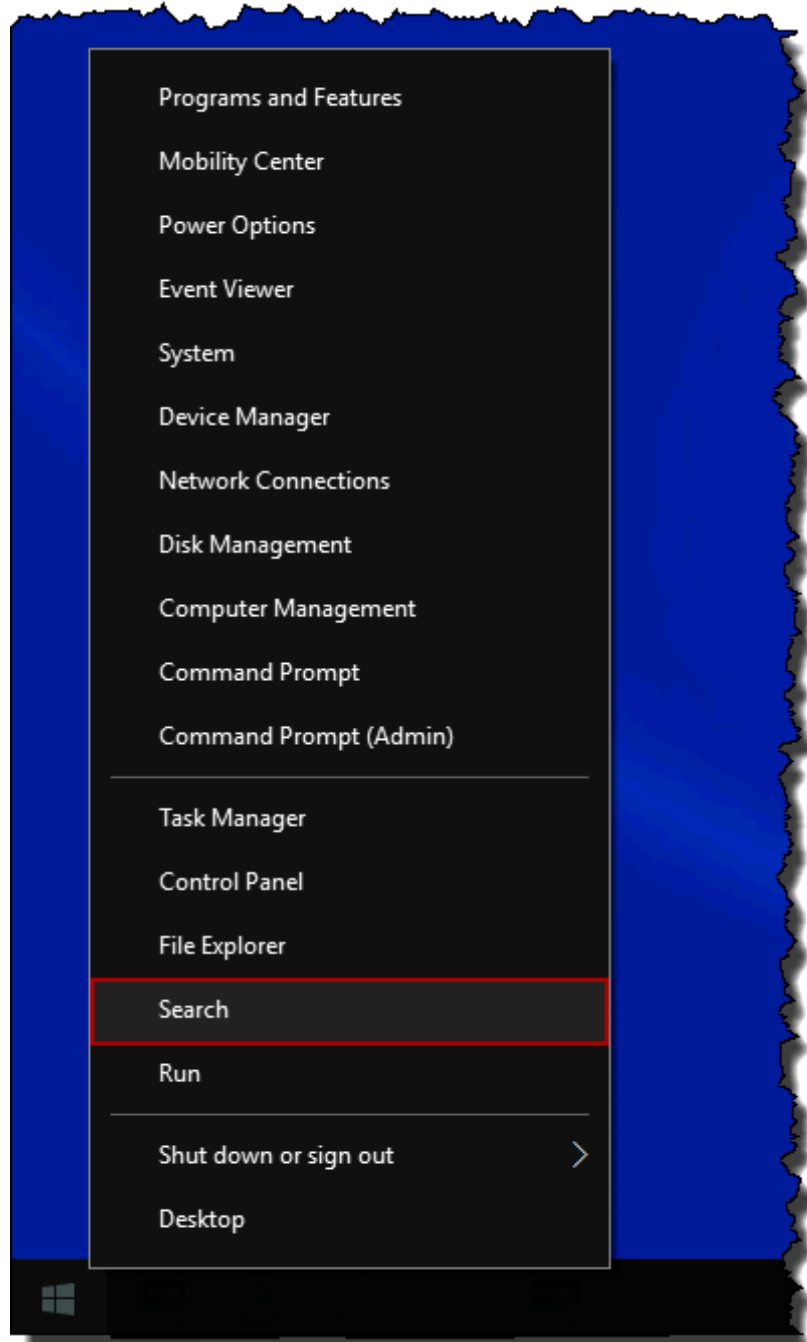 Programs and Features
Mobility Center
Power Options
Event Viewer
System
Device Manager
Network Connections
Disk Management
Computer Management
Command Prompt
Command Prompt (Admin)
Task Manager
Control Panel
File Explorer
Search
Run
Shut down or sign out
Desktop